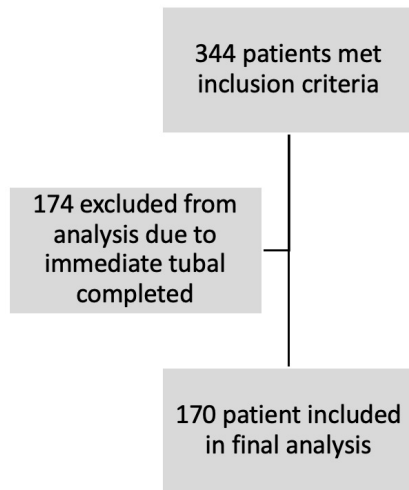 344 patients met
inclusion criteria
174 excluded from
analysis due to
immediate tubal
completed
170 patient included
in final analysis